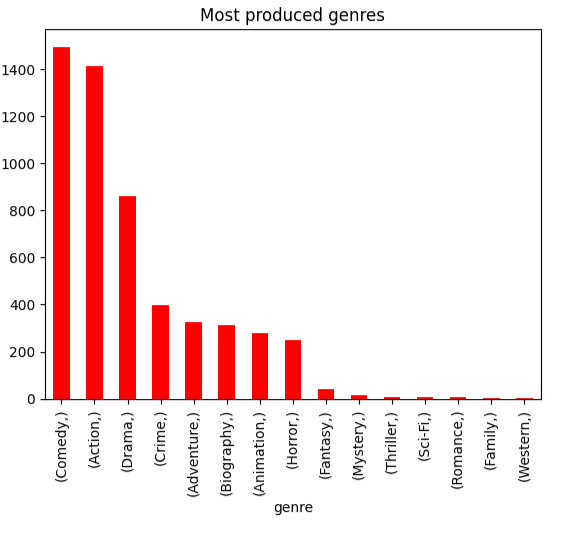 Most produced genres
1400
1200
1000
800
600
400
200
0
(Comedy,)
(Action,)
(Drama,)
(Crime,)
(Adventure,)
(Biography,)
(Animation,)
(Horror,)
(Fantasy,)
(Mystery,)
(Thriller,)
(Sci-Fi,)
(Romance,)
(Family,)
(Western,)
genre